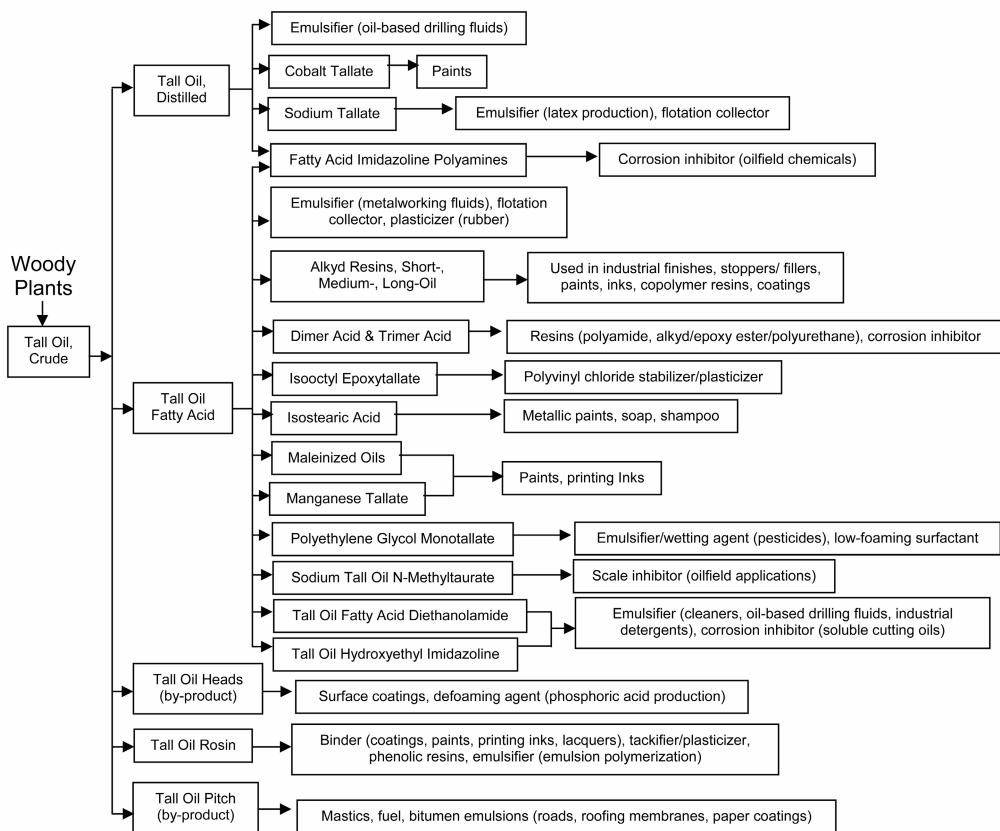 Woody
Plants
Tall Oil,
Crude
Tall Oil,
Distilled
Emulsifier (oil-based drilling fluids)
Cobalt Tallate
Paints
Sodium Tallate
Emulsifier (latex production), flotation collector
Fatty Acid Imidazoline Polyamines
Corrosion inhibitor (oilfield chemicals)
Tall Oil
Fatty Acid
Emulsifier (metalworking fluids), flotation
collector, plasticizer (rubber)
Alkyd Resins, Short-,
Medium-, Long-Oil
Used in industrial finishes, stoppers/ fillers,
paints, inks, copolymer resins, coatings
Dimer Acid & Trimer Acid
Resins (polyamide, alkyd/epoxy ester/polyurethane), corrosion inhibitor
Isooctyl Epoxytallate
Polyvinyl chloride stabilizer/plasticizer
Isostearic Acid
Metallic paints, soap, shampoo
Maleinized Oils
Manganese Tallate
Paints, printing Inks
Polyethylene Glycol Monotallate
Emulsifier/wetting agent (pesticides), low-foaming surfactant
Sodium Tall Oil N-Methyltaurate
Scale inhibitor (oilfield applications)
Tall Oil Fatty Acid Diethanolamide
Tall Oil Hydroxyethyl Imidazoline
Emulsifier (cleaners, oil-based drilling fluids, industrial
detergents), corrosion inhibitor (soluble cutting oils)
Tall Oil Heads
(by-product)
Surface coatings, defoaming agent (phosphoric acid production)
Tall Oil Rosin
Binder (coatings, paints, printing inks, lacquers), tackifier/plasticizer,
phenolic resins, emulsifier (emulsion polymerization)
Tall Oil Pitch
(by-product)
Mastics, fuel, bitumen emulsions (roads, roofing membranes, paper coatings)